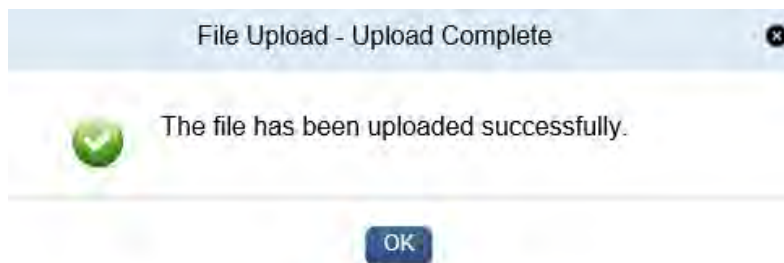 File Upload - Upload Complete
The file has been uploaded successfully.
OK